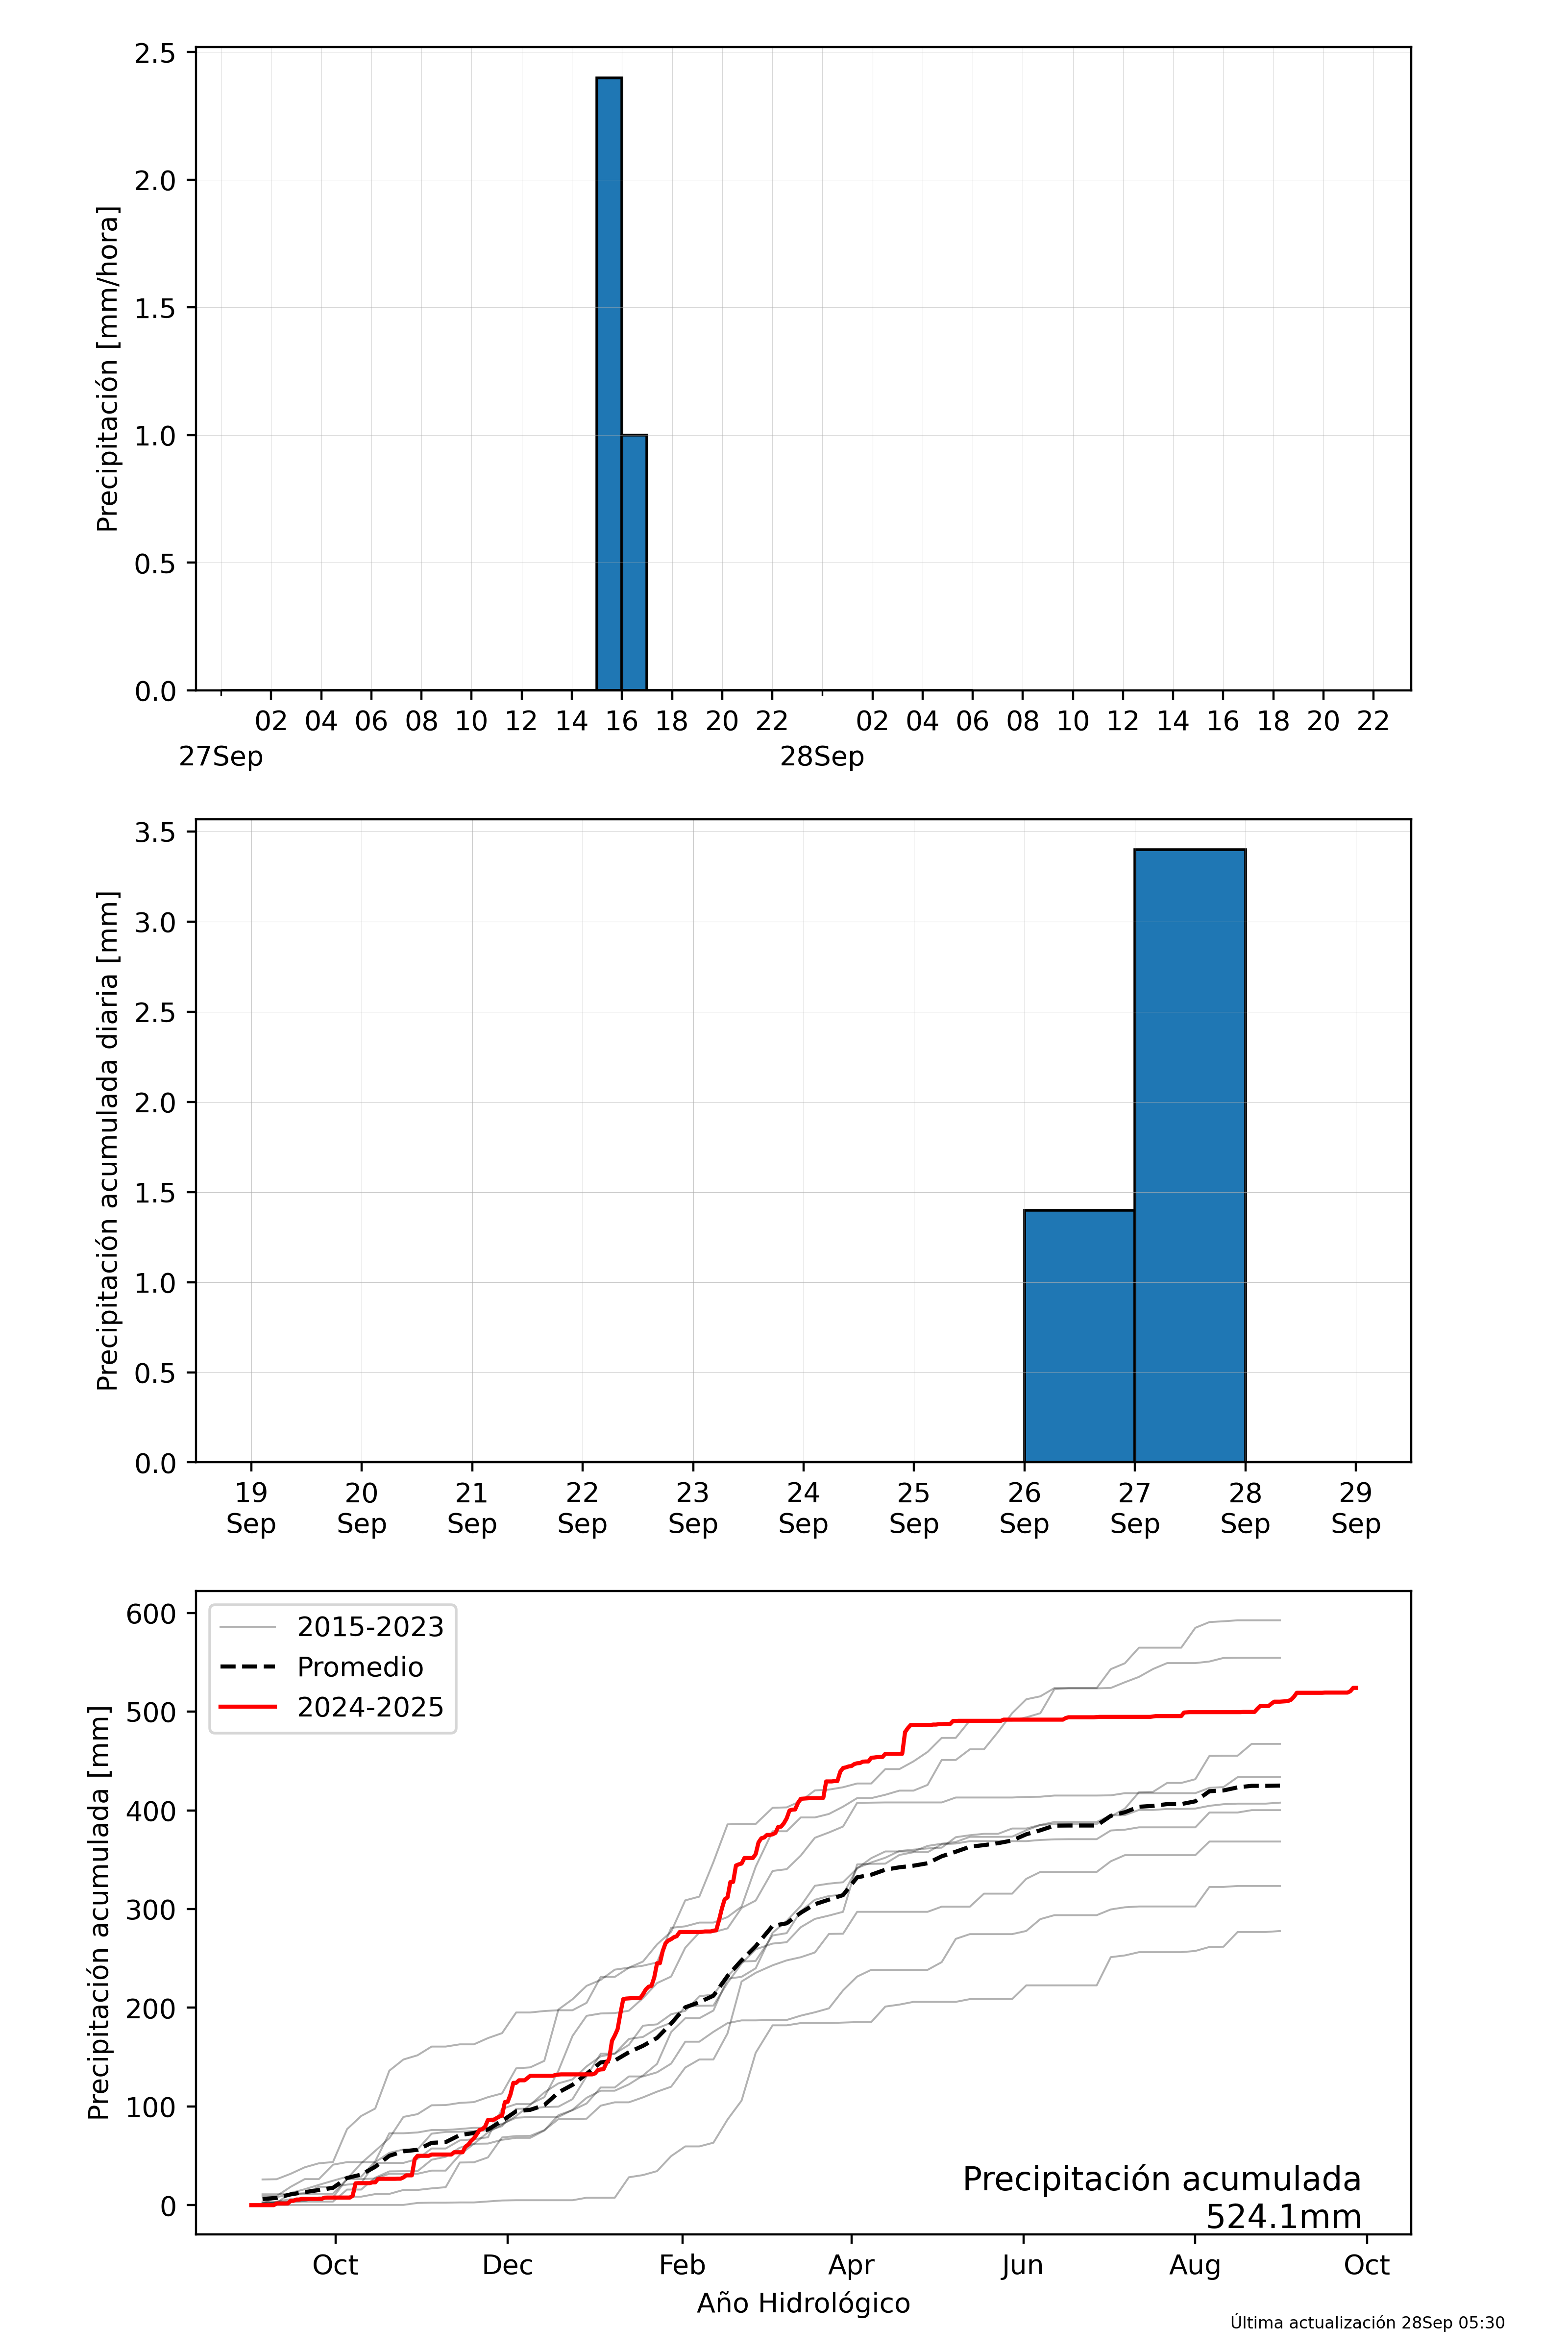 Precipitación [mm/hora]
2.5
2.0
1.5
1.0
0.5
0.0
02 04 06 08 10 12 14 16 18 20 22 02 04 06 08 10 12 14 16 18 20 22
27Sep 28Sep
Precipitación acumulada diaria [mm]
3.5
3.0
2.5
2.0
1.5
1.0
0.5
0.0
19 20 21 22 23 24 25 26 27 28 29
Sep Sep Sep Sep Sep Sep Sep Sep Sep Sep Sep
Precipitación acumulada [mm]
600
500
400
300
200
100
0
2015-2023
Promedio
2024-2025
Precipitación acumulada
524.1mm
Oct Dec Feb Apr Jun Aug Oct
Año Hidrológico
Última actualización 28Sep 05:30